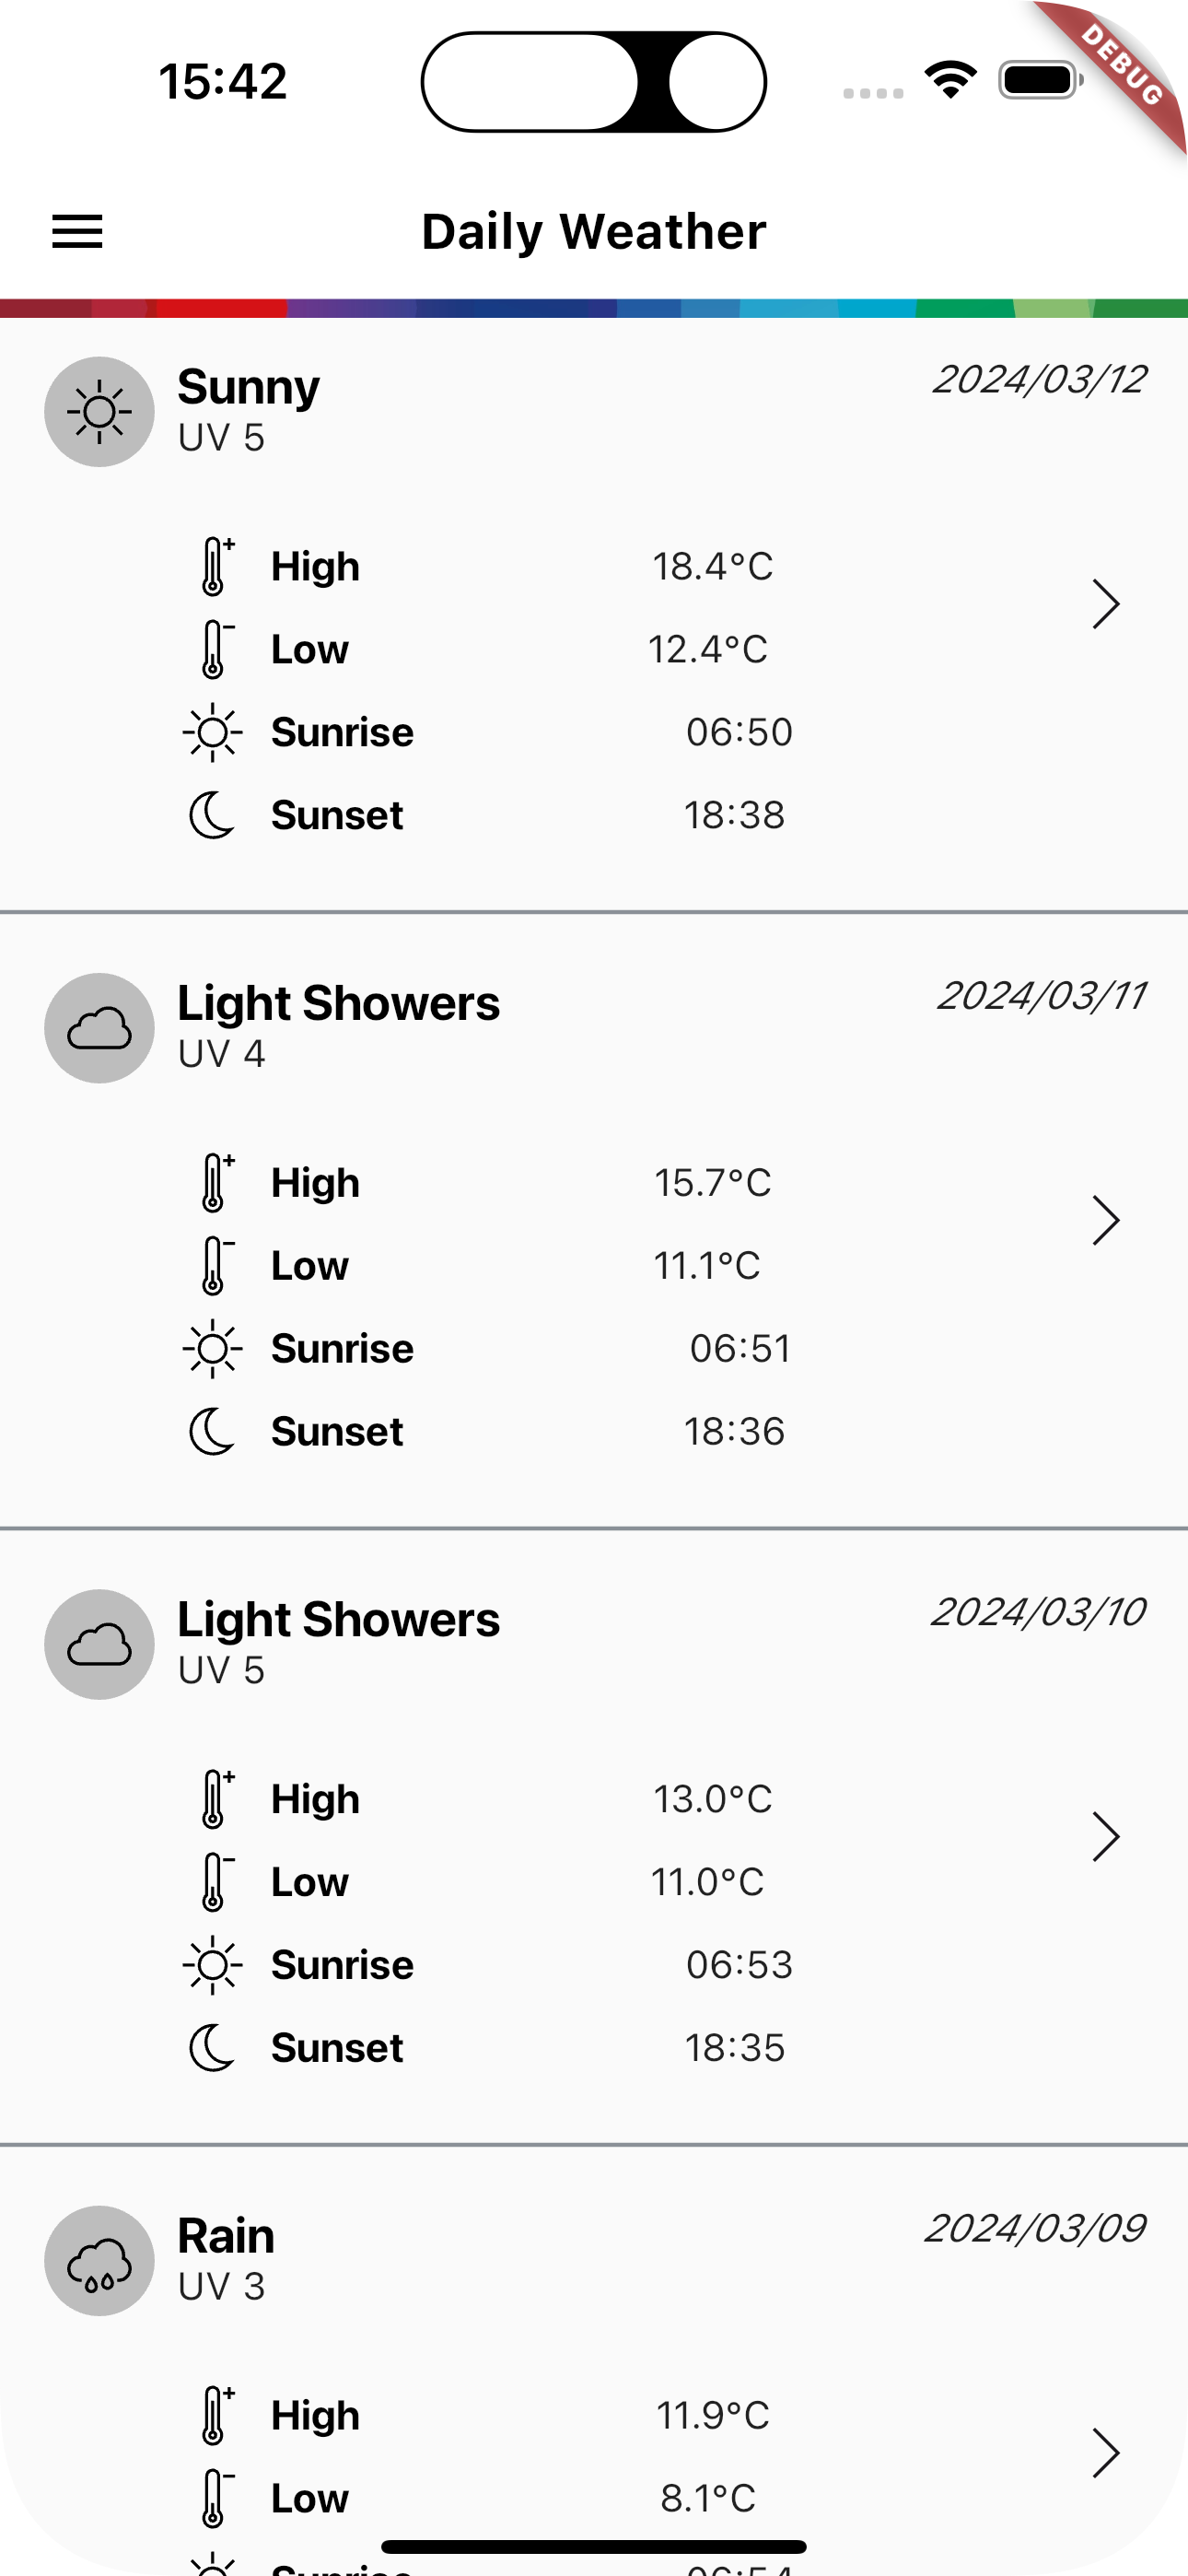 15:42
DEBUG
Daily Weather
Sunny
2024/03/12
UV 5
High 18.4°C
Low 12.4°C
Sunrise 06:50
Sunset 18:38
Light Showers
2024/03/11
UV 4
High 15.7°C
Low 11.1°C
Sunrise 06:51
Sunset 18:36
Light Showers
2024/03/10
UV 5
High 13.0°C
Low 11.0°C
Sunrise 06:53
Sunset 18:35
Rain
2024/03/09
UV 3
High 11.9°C
Low 8.1°C
Sunrise 06:54